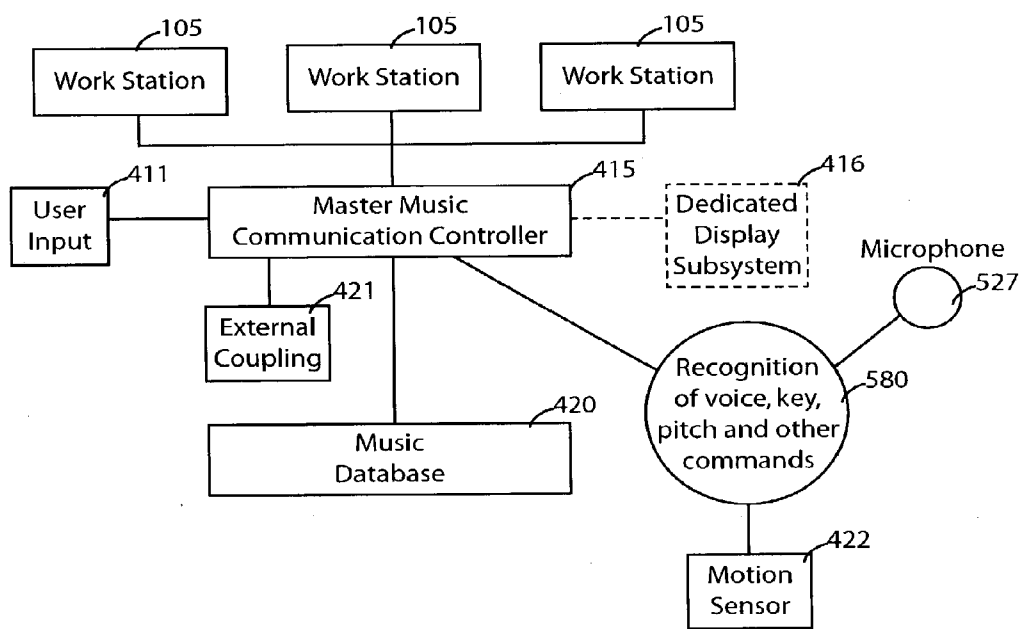 105
105
105
Work Station
Work Station
Work Station
411
415
416
User
Input
Master Music
Communication Controller
Dedicated
Display
Subsystem
Microphone
527
421
External
Coupling
Recognition
of voice, key,
pitch and other
commands
580
420
Music
Database
422
Motion
Sensor